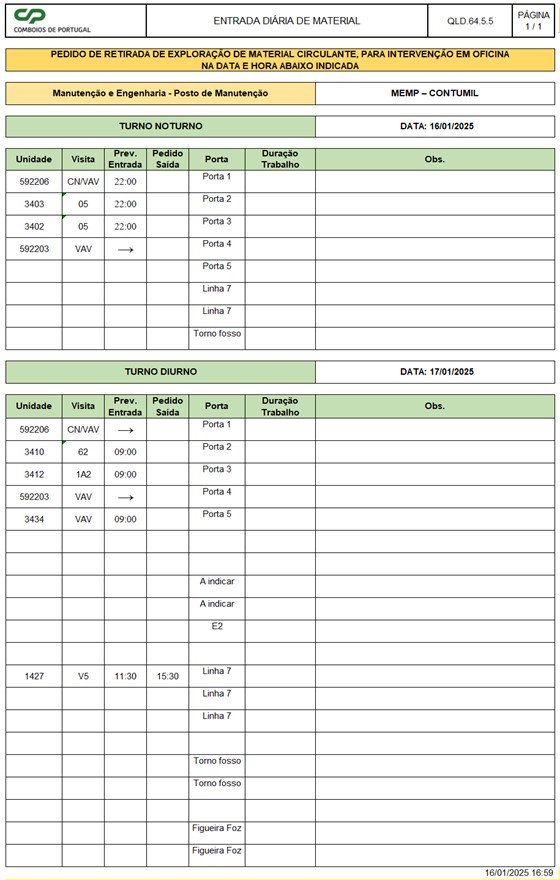 CP
COMBOIOS DE PORTUGAL
ENTRADA DIÁRIA DE MATERIAL
QLD.64.5.5
PÁGINA
1 / 1
PEDIDO DE RETIRADA DE EXPLORAÇÃO DE MATERIAL CIRCULANTE, PARA INTERVENÇÃO EM OFICINA
NA DATA E HORA ABAIXO INDICADA
Manutenção e Engenharia - Posto de Manutenção MEMP – CONTUMIL
TURNO NOTURNO DATA: 16/01/2025
Unidade Visita Prev. Entrada Pedido Saída Porta Duração Trabalho Obs.
592206 CN/VAV 22:00 Porta 1
3403 05 22:00 Porta 2
3402 05 22:00 Porta 3
592203 VAV → Porta 4
Porta 5
Linha 7
Linha 7
Torno fosso
TURNO DIURNO DATA: 17/01/2025
Unidade Visita Prev. Entrada Pedido Saída Porta Duração Trabalho Obs.
592206 CN/VAV → Porta 1
3410 62 09:00 Porta 2
3412 1A2 09:00 Porta 3
592203 VAV → Porta 4
3434 VAV 09:00 Porta 5
A indicar
A indicar
E2
1427 V5 11:30 15:30 Linha 7
Linha 7
Linha 7
Torno fosso
Torno fosso
Figueira Foz
Figueira Foz
16/01/2025 16:59